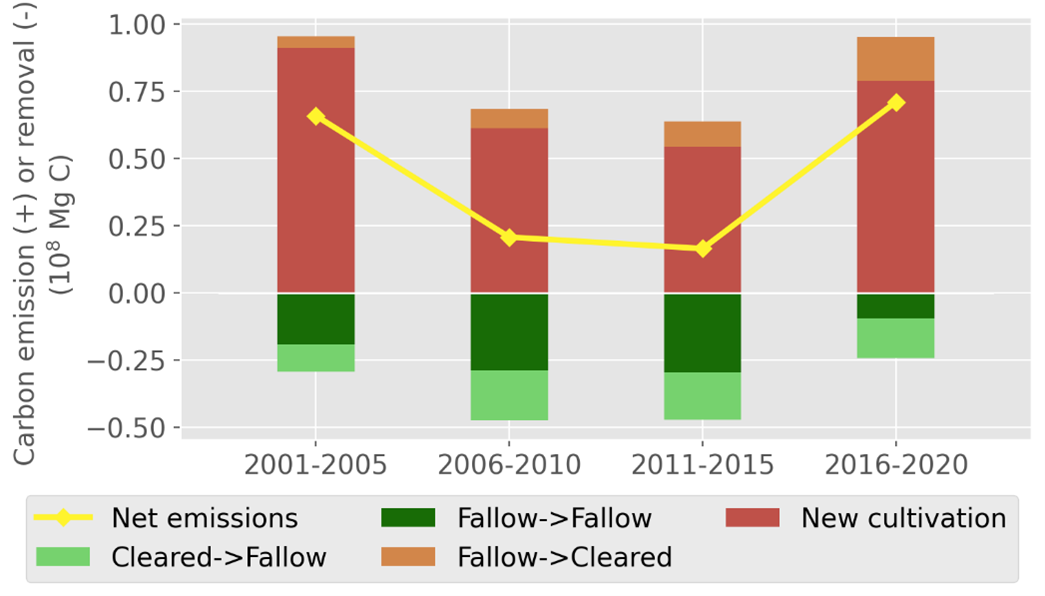 Carbon emission (+) or removal (-)
(10⁸ Mg C)
1.00
0.75
0.50
0.25
0.00
−0.25
−0.50
2001-2005 2006-2010 2011-2015 2016-2020
Net emissions Fallow->Fallow New cultivation
Cleared->Fallow Fallow->Cleared